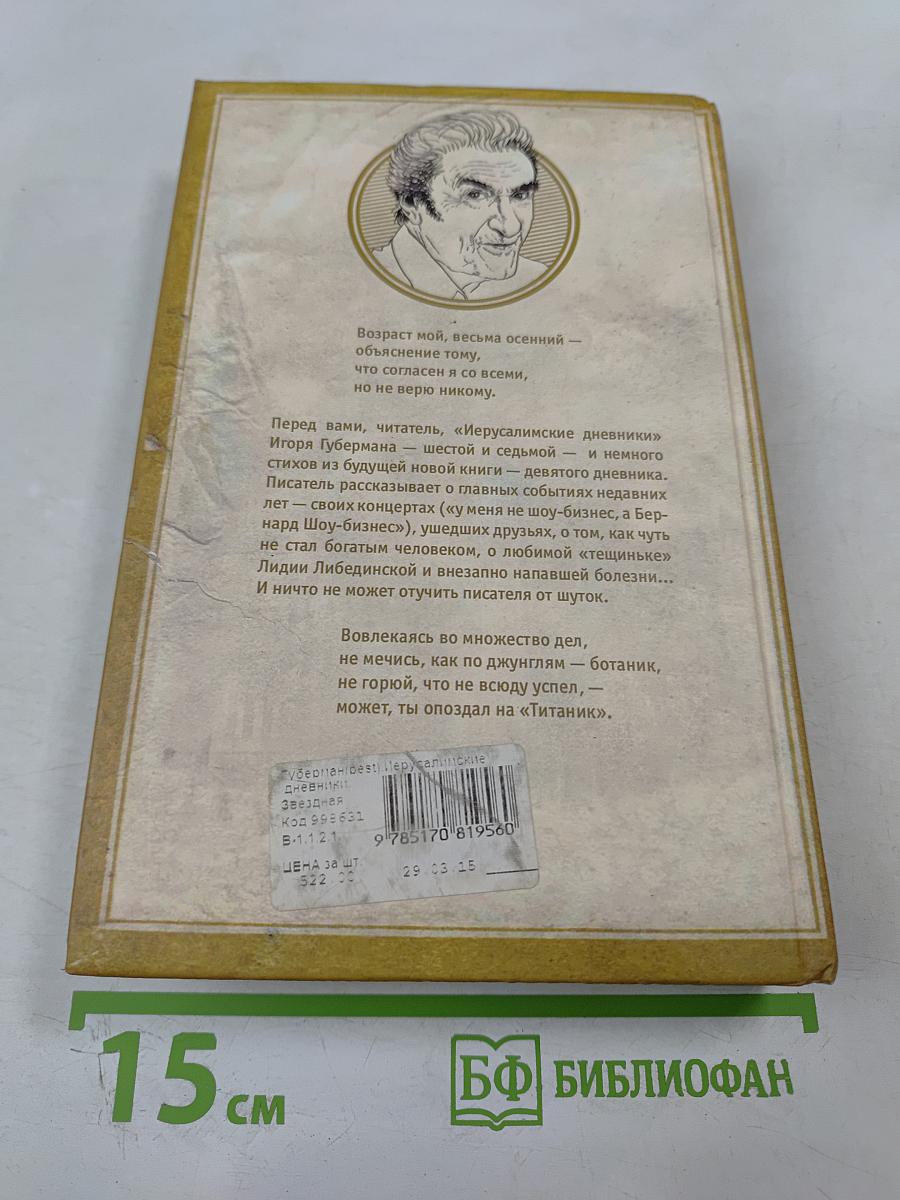 Возраст мой, весьма осенний —
объяснение тому,
что согласен я со всеми,
но не верю никому.
Перед вами, читатель, «Иерусалимские дневники»
Игоря Губермана — шестой и седьмой — и немного
стихов из будущей новой книги — девятого дневника.
Писатель рассказывает о главных событиях недавних
лет — своих концертах («у меня не шоу-бизнес, а Бер-
нард Шоу-бизнес»), ушедших друзьях, о том, как чуть
не стал богатым человеком, о любимой «тещиньке»
Лидии Либединской и внезапно напавшей болезни...
И ничто не может отучить писателя от шуток.
Вовлекаясь во множество дел,
не мечись, как по джунглям — ботаник,
не горюй, что не всюду успел, —
может, ты опоздал на «Титаник».
Губерман(best).Иерусалимские
дневники
Звездная
Код 998631
В-1.1.2.1.
9 785170 819560
ЦЕНА за шт.
522.00
29.03.15
15 см
БФ БИБЛИОФАН